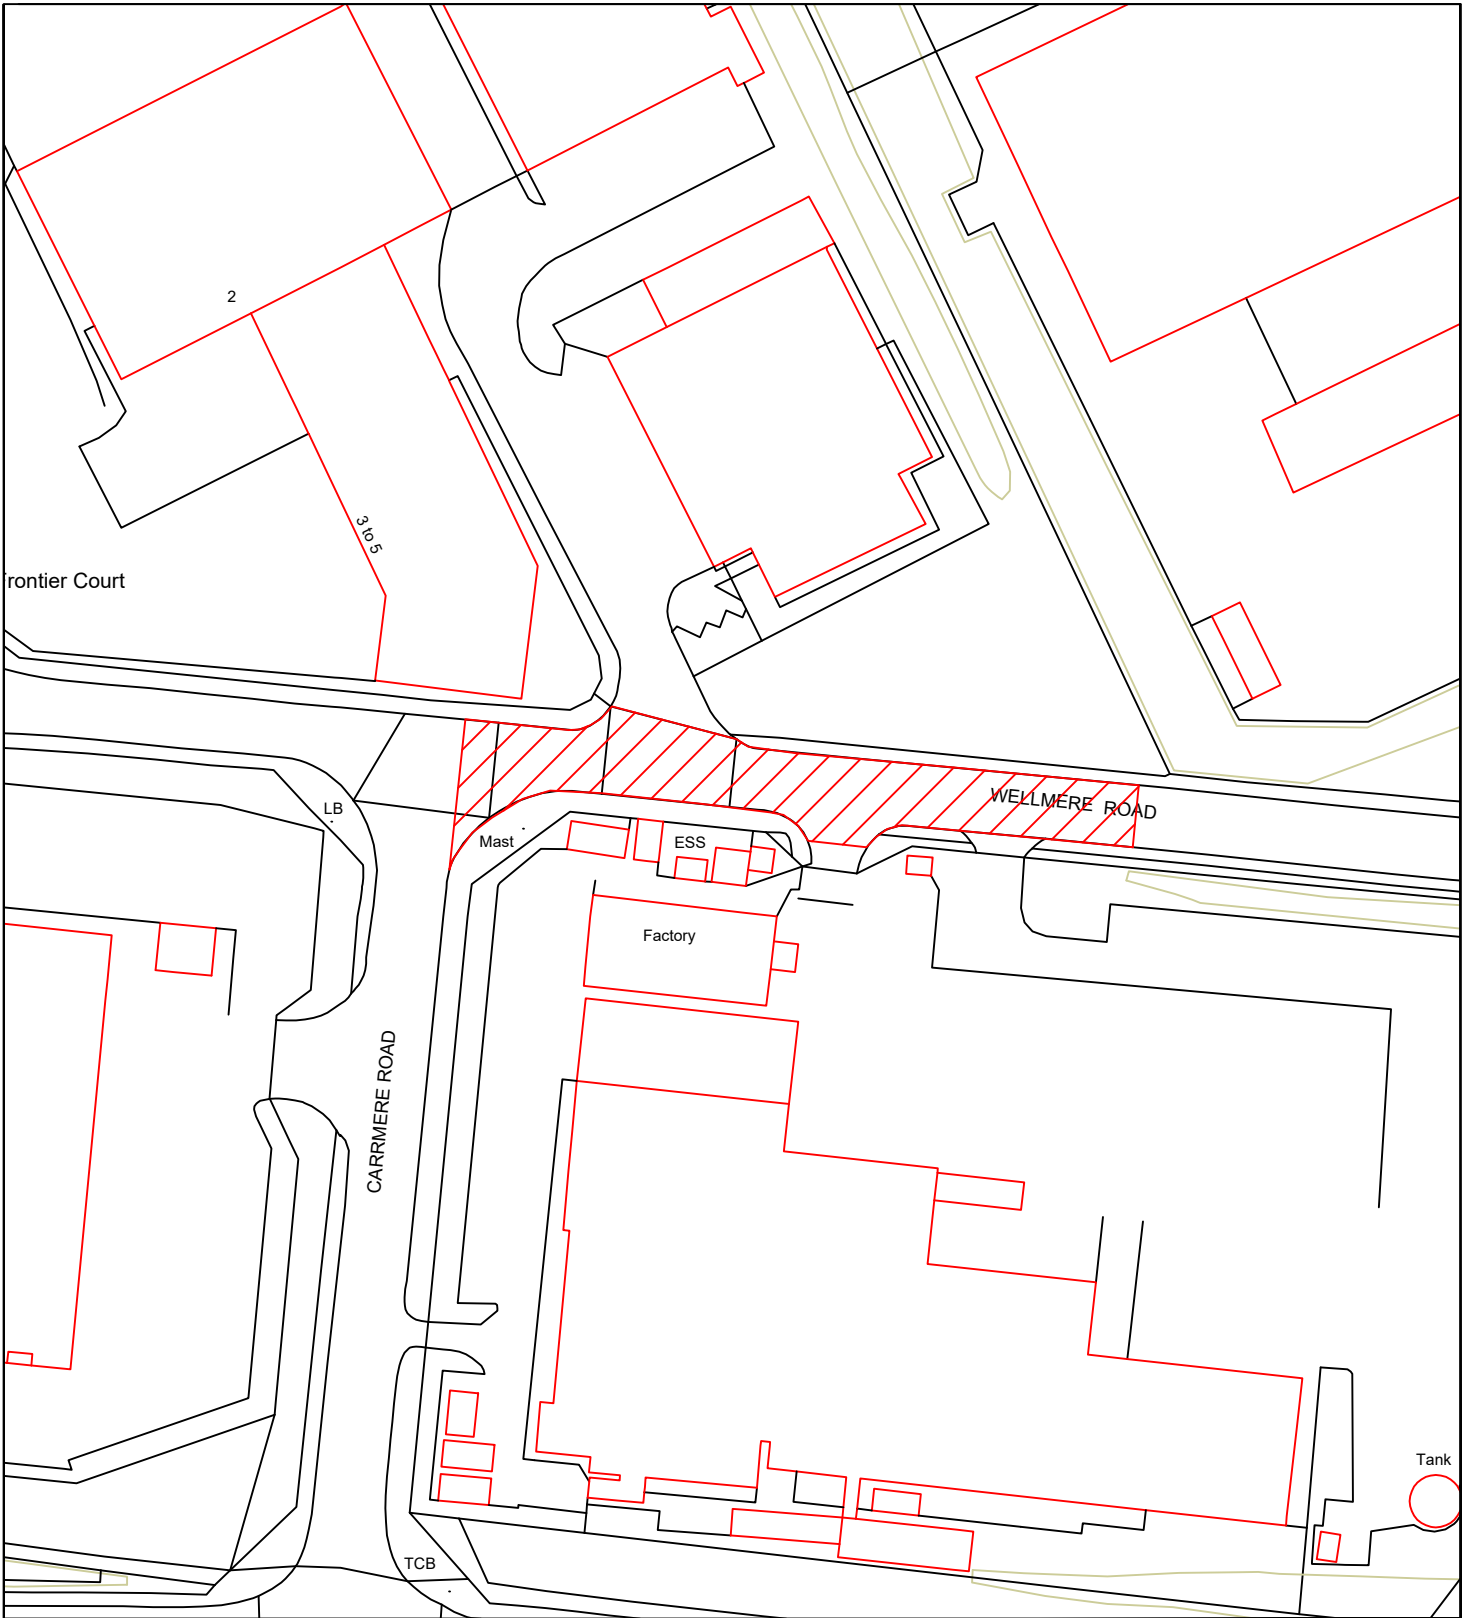 2
3 to 5
rontier Court
WELLMERE ROAD
LB
Mast
ESS
Factory
CARRMERE ROAD
Tank
TCB